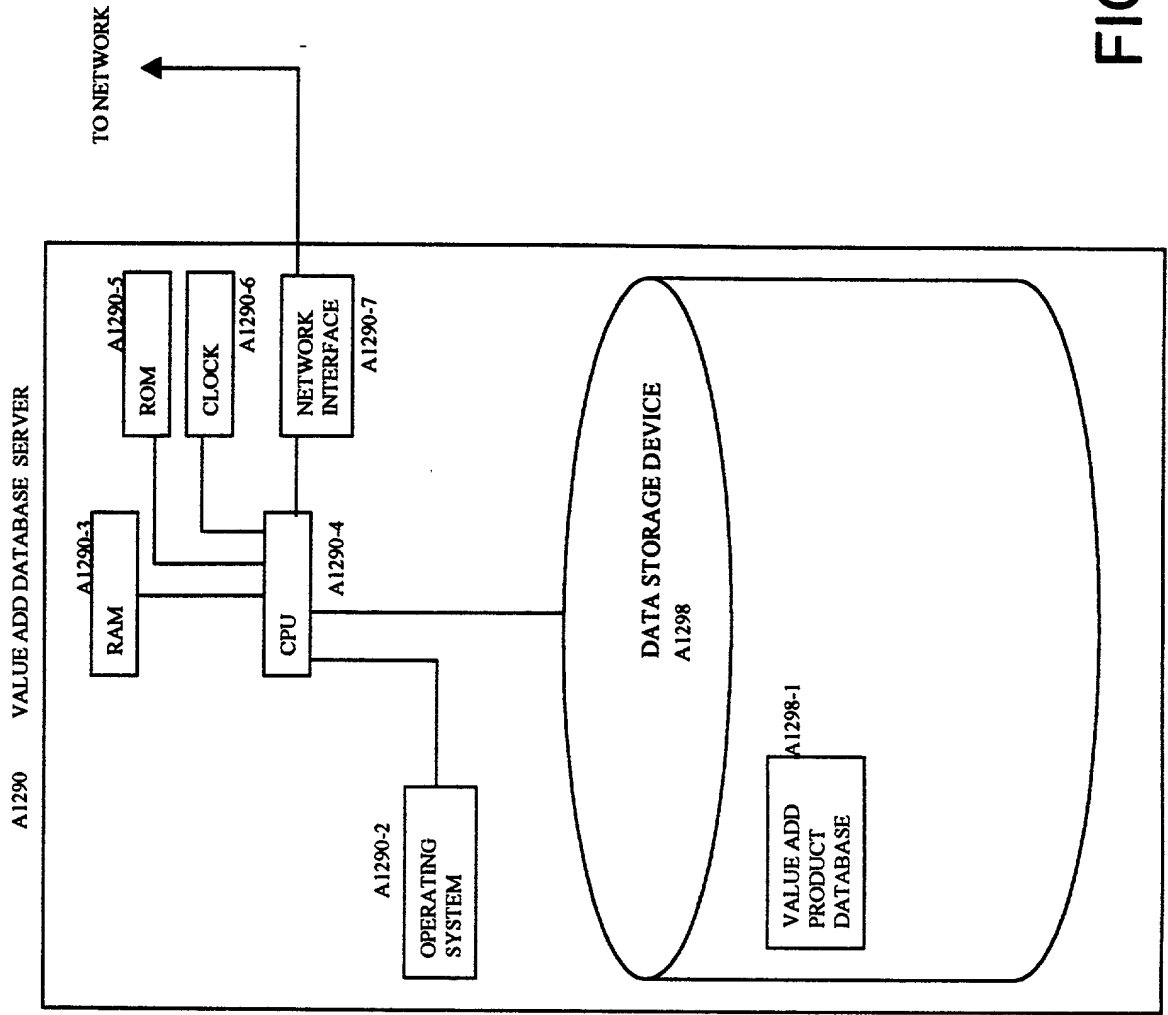 A1290 VALUE ADD DATABASE SERVER
TO NETWORK
A1290-3
RAM
A1290-5
ROM
CLOCK
A1290-6
CPU
A1290-4
NETWORK
INTERFACE
A1290-7
A1290-2
OPERATING
SYSTEM
DATA STORAGE DEVICE
A1298
A1298-1
VALUE ADD
PRODUCT
DATABASE